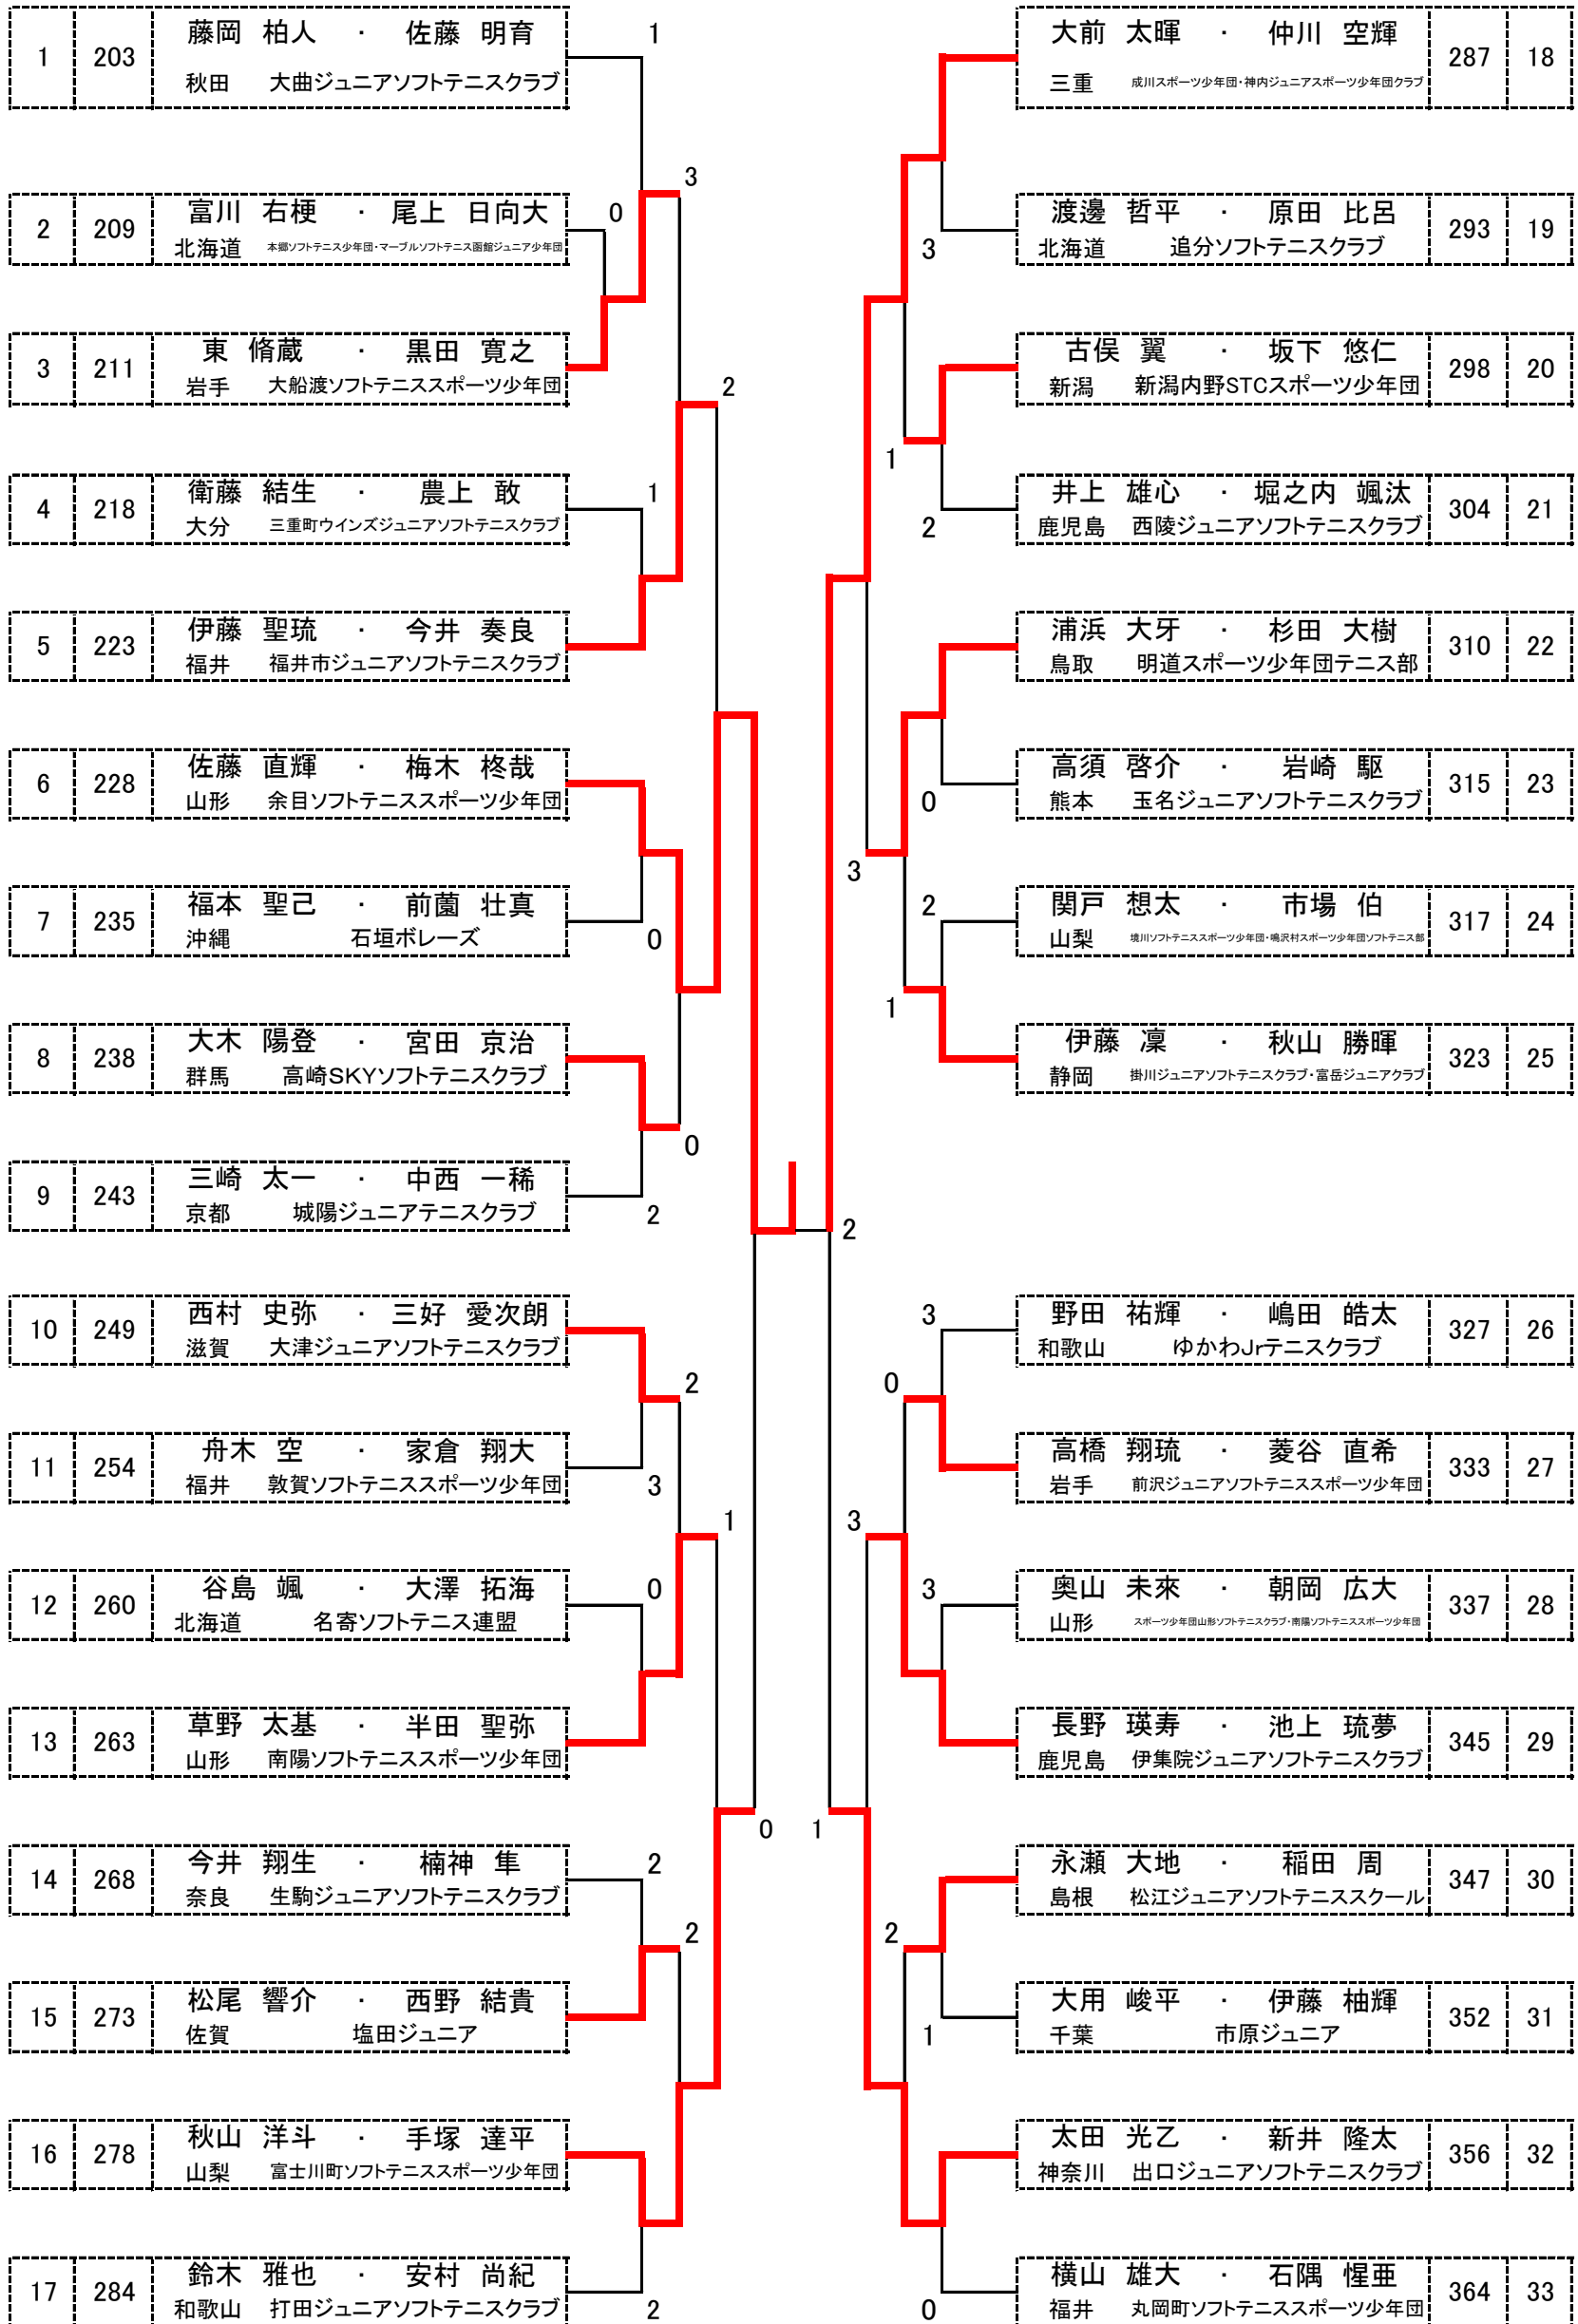 1 203 藤岡 柏人 ・ 佐藤 明育
秋田 大曲ジュニアソフトテニスクラブ
1
3
2 209 富川 右梗 ・ 尾上 日向大
北海道 本郷ソフトテニス少年団・マーブルソフトテニス函館ジュニア少年団
0
3 211 東 脩蔵 ・ 黒田 寛之
岩手 大船渡ソフトテニススポーツ少年団
2
4 218 衛藤 結生 ・ 農上 敢
大分 三重町ウインズジュニアソフトテニスクラブ
1
5 223 伊藤 聖琉 ・ 今井 奏良
福井 福井市ジュニアソフトテニスクラブ
6 228 佐藤 直輝 ・ 梅木 柊哉
山形 余目ソフトテニススポーツ少年団
7 235 福本 聖己 ・ 前薗 壮真
沖縄 石垣ボレーズ
0
8 238 大木 陽登 ・ 宮田 京治
群馬 高崎SKYソフトテニスクラブ
0
9 243 三崎 太一 ・ 中西 一稀
京都 城陽ジュニアテニスクラブ
2
10 249 西村 史弥 ・ 三好 愛次朗
滋賀 大津ジュニアソフトテニスクラブ
2
11 254 舟木 空 ・ 家倉 翔大
福井 敦賀ソフトテニススポーツ少年団
3
1
12 260 谷島 颯 ・ 大澤 拓海
北海道 名寄ソフトテニス連盟
0
13 263 草野 太基 ・ 半田 聖弥
山形 南陽ソフトテニススポーツ少年団
0
14 268 今井 翔生 ・ 楠神 隼
奈良 生駒ジュニアソフトテニスクラブ
2
2
15 273 松尾 響介 ・ 西野 結貴
佐賀 塩田ジュニア
16 278 秋山 洋斗 ・ 手塚 達平
山梨 富士川町ソフトテニススポーツ少年団
17 284 鈴木 雅也 ・ 安村 尚紀
和歌山 打田ジュニアソフトテニスクラブ
2
大前 太暉 ・ 仲川 空輝 287 18
三重 成川スポーツ少年団・神内ジュニアスポーツ少年団クラブ
渡邊 哲平 ・ 原田 比呂 293 19
北海道 追分ソフトテニスクラブ
3
古俣 翼 ・ 坂下 悠仁 298 20
新潟 新潟内野STCスポーツ少年団
1
井上 雄心 ・ 堀之内 颯汰 304 21
鹿児島 西陵ジュニアソフトテニスクラブ
2
浦浜 大牙 ・ 杉田 大樹 310 22
鳥取 明道スポーツ少年団テニス部
高須 啓介 ・ 岩崎 駆 315 23
熊本 玉名ジュニアソフトテニスクラブ
0
3
関戸 想太 ・ 市場 伯 317 24
山梨 境川ソフトテニススポーツ少年団・鳴沢村スポーツ少年団ソフトテニス部
2
1
伊藤 凜 ・ 秋山 勝暉 323 25
静岡 掛川ジュニアソフトテニスクラブ・富岳ジュニアクラブ
2
野田 祐輝 ・ 嶋田 皓太 327 26
和歌山 ゆかわJrテニスクラブ
3
0
高橋 翔琉 ・ 菱谷 直希 333 27
岩手 前沢ジュニアソフトテニススポーツ少年団
3
奥山 未來 ・ 朝岡 広大 337 28
山形 スポーツ少年団山形ソフトテニスクラブ・南陽ソフトテニススポーツ少年団
3
長野 瑛寿 ・ 池上 琉夢 345 29
鹿児島 伊集院ジュニアソフトテニスクラブ
1
永瀬 大地 ・ 稲田 周 347 30
島根 松江ジュニアソフトテニススクール
2
大用 峻平 ・ 伊藤 柚輝 352 31
千葉 市原ジュニア
1
太田 光乙 ・ 新井 隆太 356 32
神奈川 出口ジュニアソフトテニスクラブ
横山 雄大 ・ 石隅 惺亜 364 33
福井 丸岡町ソフトテニススポーツ少年団
0